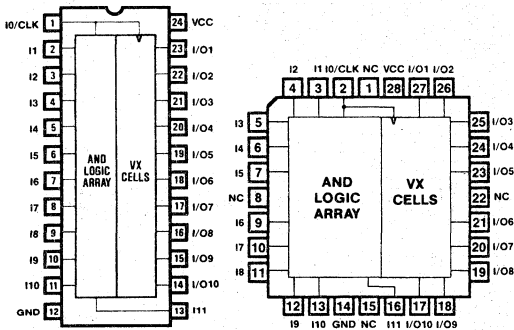 I0/CLK 1 24 VCC
I1 2 23 I/O1
I2 3 22 I/O2
I3 4 21 I/O3
I4 5 20 I/O4
I5 6 19 I/O5
I6 7 18 I/O6
I7 8 17 I/O7
I8 9 16 I/O8
I9 10 15 I/O9
I10 11 14 I/O10
GND 12 13 I11
AND
LOGIC
ARRAY
VX
CELLS
I2 I1 I0/CLK NC VCC I/O1 I/O2
4 3 2 1 28 27 26
I3 5 25 I/O3
I4 6 24 I/O4
I5 7 23 I/O5
NC 8 22 NC
I6 9 21 I/O6
I7 10 20 I/O7
I8 11 19 I/O8
AND
LOGIC
ARRAY
VX
CELLS
12 13 14 15 16 17 18
I9 I10 GND NC I11 I/O10 I/O9